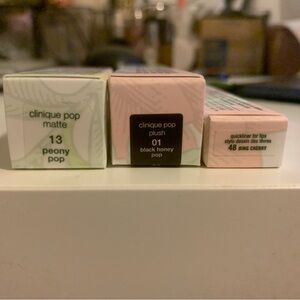 clinique pop
matte
13
peony
pop
clinique pop
plush
01
black honey
pop
quickliner for lips
stylo dessin des lèvres
48 BING CHERRY